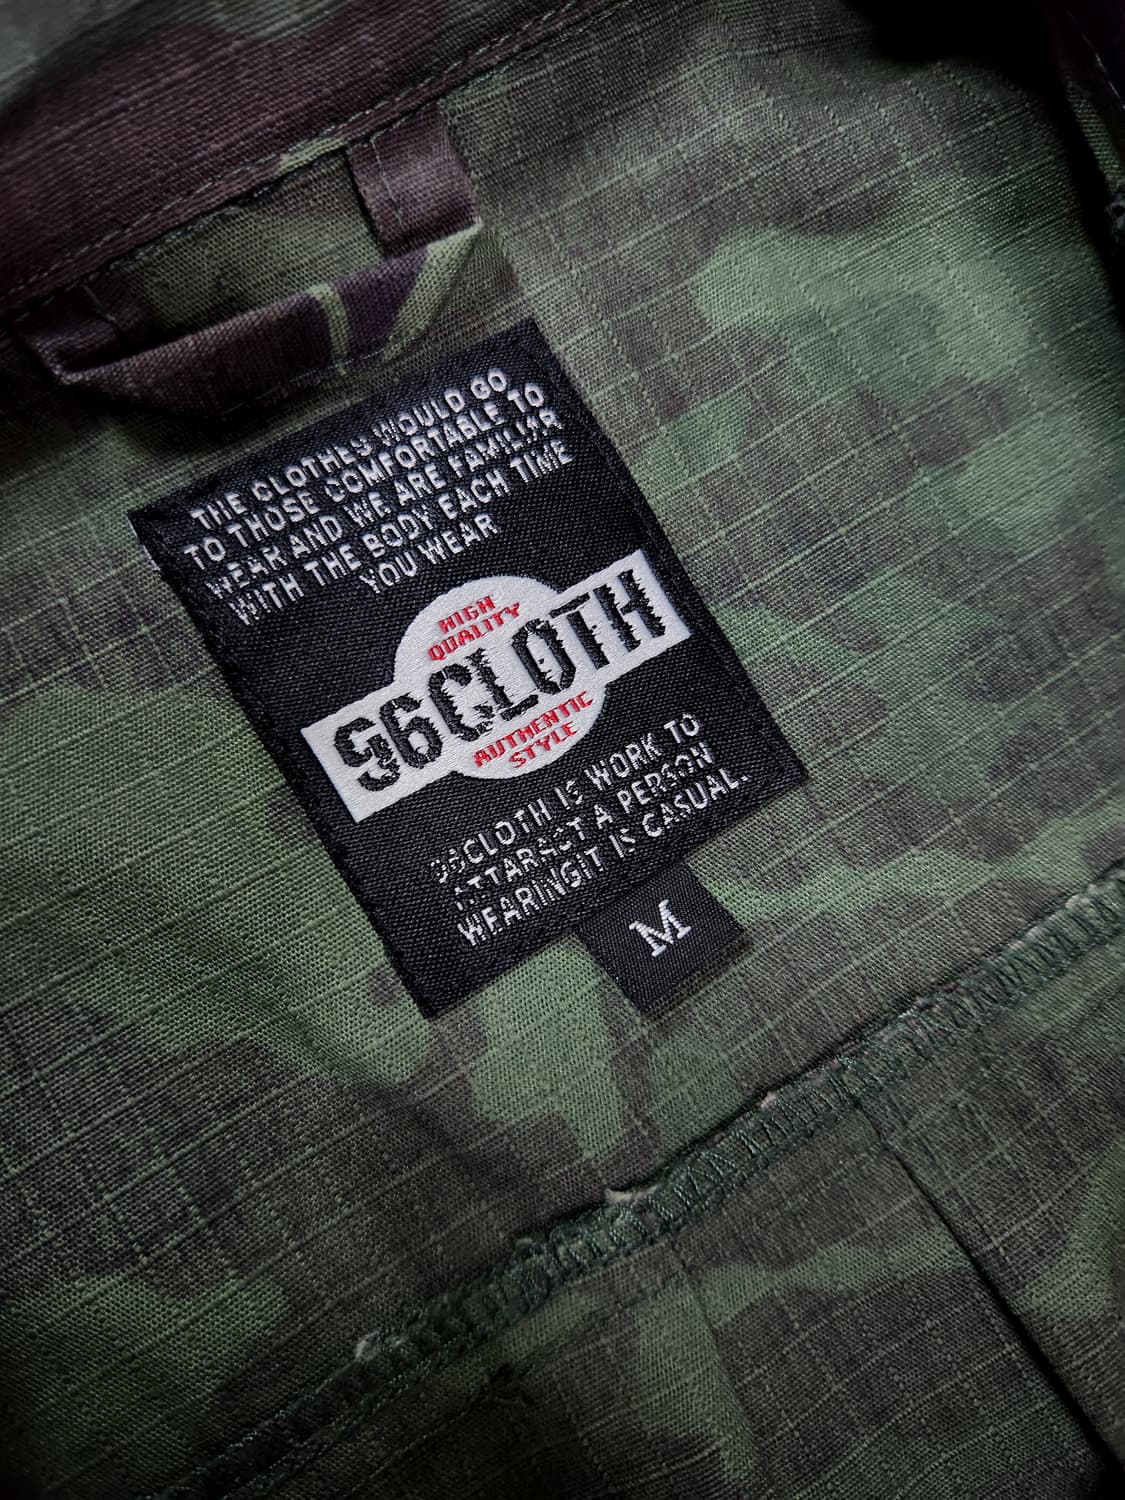 THE CLOTHES WOULD GO
TO THOSE COMFORTABLE TO
WEAR AND WE ARE FAMILIAR
WITH THE BODY EACH TIME
YOU WEAR
HIGH
QUALITY
96CLOTH
AUTHENTIC
STYLE
96CLOTH IS WORK TO
ATTARACT A PERSON
WEARINGIT IS CASUAL.
M